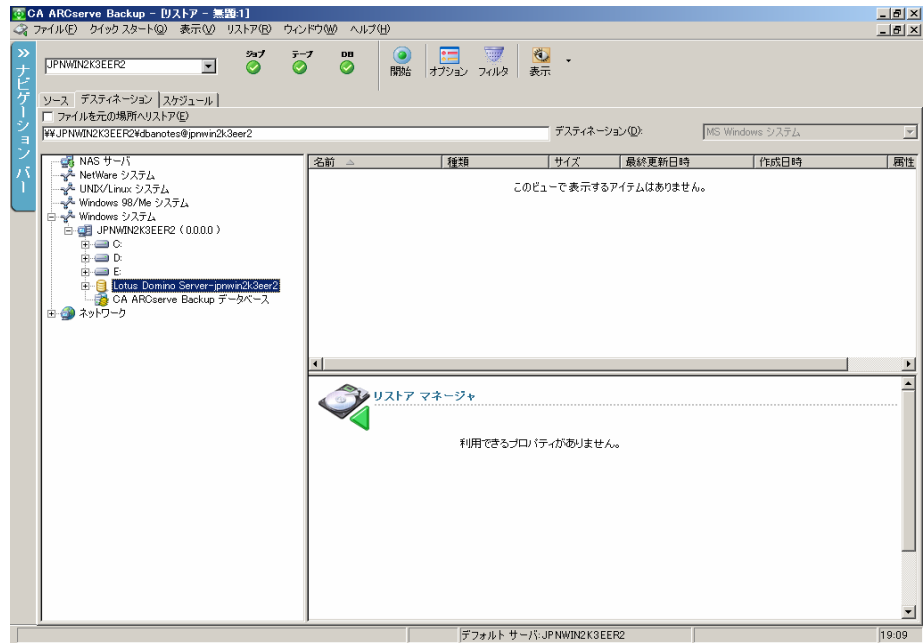 CA ARCserve Backup - [リストア - 無題:1]
ファイル(F) クイック スタート(Q) 表示(V) リストア(R) ウィンドウ(W) ヘルプ(H)
ナビゲーション バー
JPNWIN2K3EER2
ジョブ テープ DB
開始 オプション フィルタ 表示
ソース デスティネーション スケジュール
ファイルを元の場所へリストア(E)
¥¥JPNWIN2K3EER2¥dbanotes@jpnwin2k3eer2 デスティネーション(D): MS Windows システム
NAS サーバ
NetWare システム
UNIX/Linux システム
Windows 98/Me システム
Windows システム
JPNWIN2K3EER2 (0.0.0.0)
C:
D:
E:
Lotus Domino Server-jpnwin2k3eer2
CA ARCserve Backup データベース
ネットワーク
名前 種類 サイズ 最終更新日時 作成日時 属性
このビューで表示するアイテムはありません。
リストア マネージャ
利用できるプロパティがありません。
デフォルト サーバ:JPNWIN2K3EER2 19:09